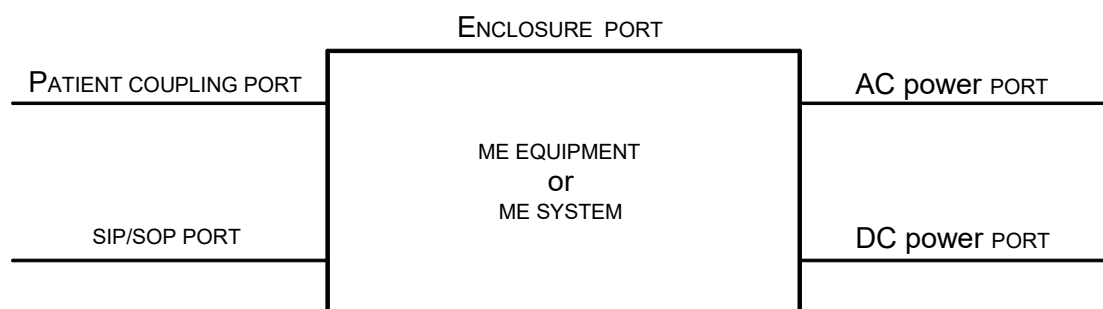 ENCLOSURE PORT
PATIENT COUPLING PORT
AC power PORT
ME EQUIPMENT
or
ME SYSTEM
SIP/SOP PORT
DC power PORT